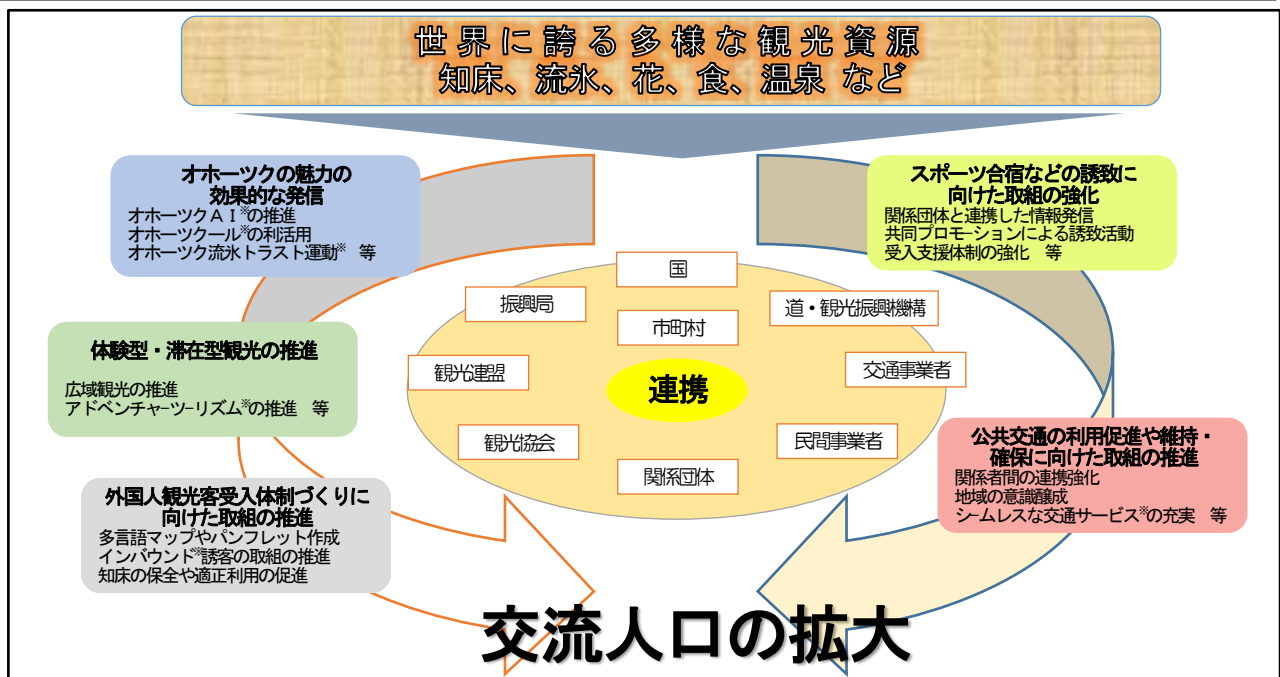 世界に誇る多様な観光資源
知床、流氷、花、食、温泉 など
オホーツクの魅力の
効果的な発信
オホーツクＡＩ※の推進
オホーツクール※の利活用
オホーツク流氷トラスト運動※ 等
スポーツ合宿などの誘致に
向けた取組の強化
関係団体と連携した情報発信
共同プロモーションによる誘致活動
受入支援体制の強化 等
体験型・滞在型観光の推進
広域観光の推進
アドベンチャーツーリズム※の推進 等
国
振興局
市町村
道・観光振興機構
観光連盟
連携
交通事業者
観光協会
民間事業者
関係団体
公共交通の利用促進や維持・
確保に向けた取組の推進
関係者間の連携強化
地域の意識醸成
シームレスな交通サービス※の充実 等
外国人観光客受入体制づくりに
向けた取組の推進
多言語マップやパンフレット作成
インバウンド※誘客の取組の推進
知床の保全や適正利用の促進
交流人口の拡大